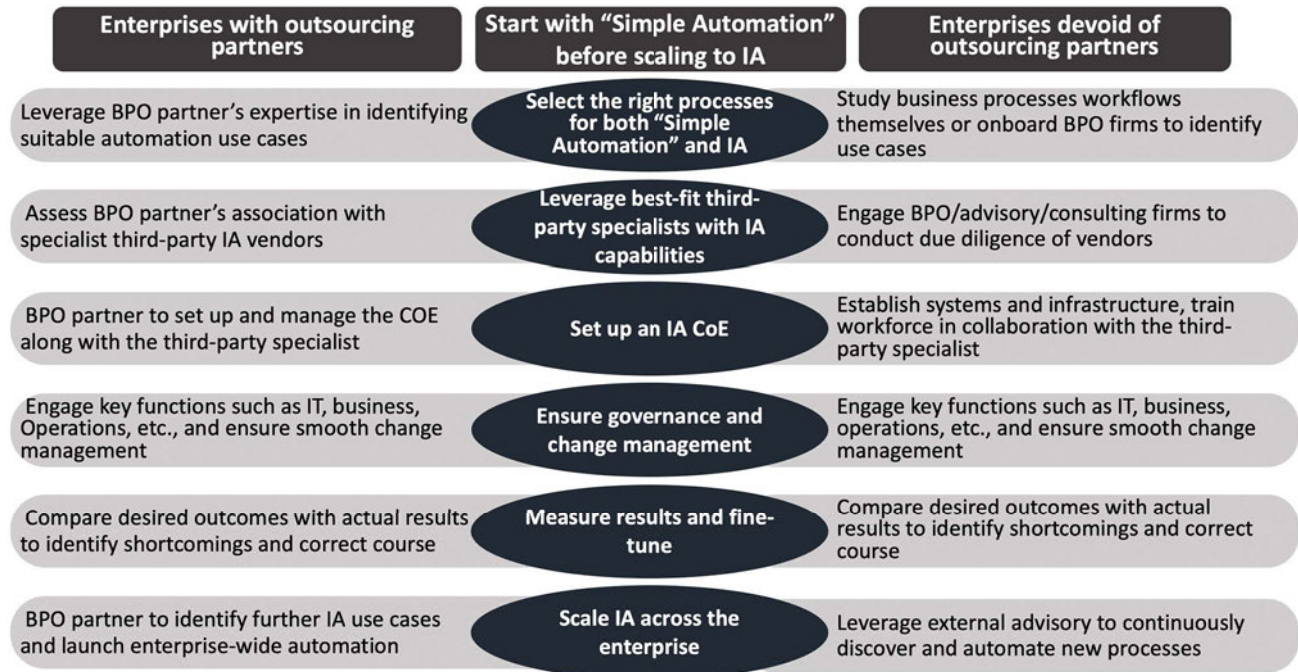 Enterprises with outsourcing
partners
Start with “Simple Automation”
before scaling to IA
Enterprises devoid of
outsourcing partners
Leverage BPO partner’s expertise in identifying
suitable automation use cases
Select the right processes
for both “Simple
Automation” and IA
Study business processes workflows
themselves or onboard BPO firms to identify
use cases
Assess BPO partner’s association with
specialist third-party IA vendors
Leverage best-fit third-
party specialists with IA
capabilities
Engage BPO/advisory/consulting firms to
conduct due diligence of vendors
BPO partner to set up and manage the COE
along with the third-party specialist
Set up an IA CoE
Establish systems and infrastructure, train
workforce in collaboration with the third-
party specialist
Engage key functions such as IT, business,
Operations, etc., and ensure smooth change
management
Ensure governance and
change management
Engage key functions such as IT, business,
operations, etc., and ensure smooth change
management
Compare desired outcomes with actual results
to identify shortcomings and correct course
Measure results and fine-
tune
Compare desired outcomes with actual
results to identify shortcomings and correct
course
BPO partner to identify further IA use cases
and launch enterprise-wide automation
Scale IA across the
enterprise
Leverage external advisory to continuously
discover and automate new processes